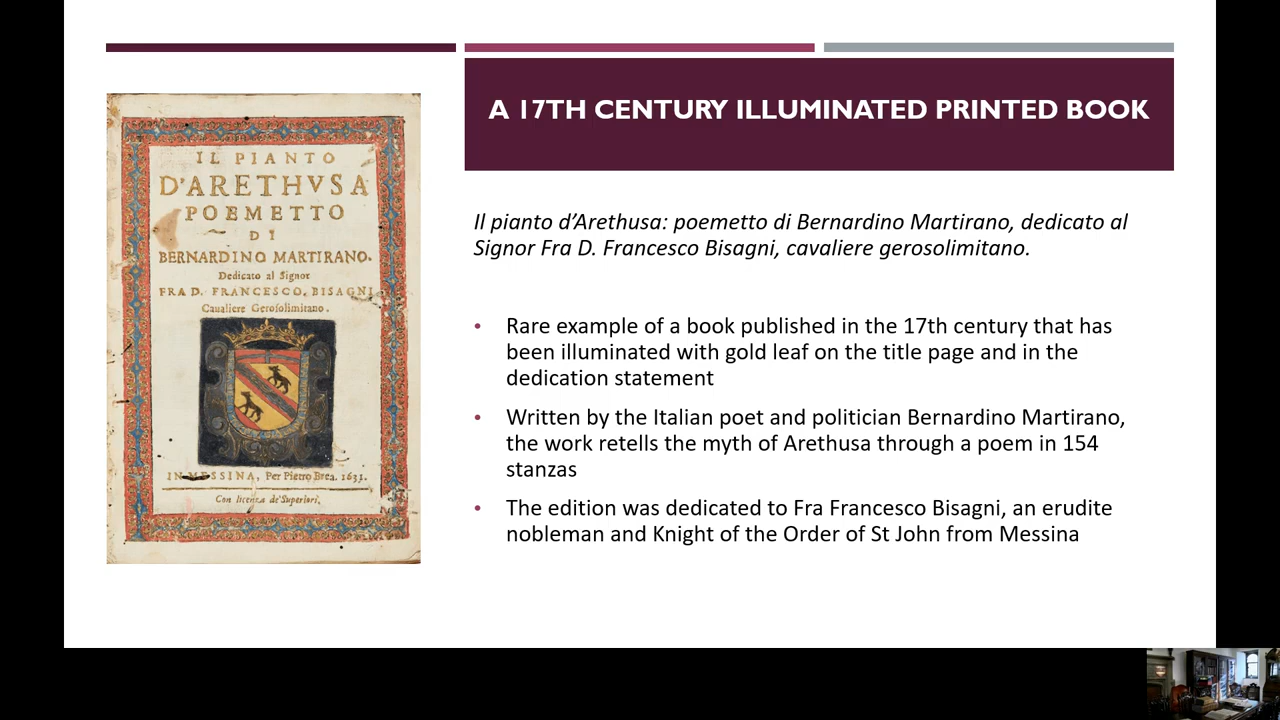 IL PIANTO
D'ARETHVSA
POEMETTO
DI
BERNARDINO MARTIRANO.
Dedicato al Signor
FRA D. FRANCESCO, BISAGNI
Caualiere Gerosolimitano.
IN MESSINA, Per Pietro Brea. 1631.
Con licenza de'Superiori.
A 17TH CENTURY ILLUMINATED PRINTED BOOK
Il pianto d’Arethusa: poemetto di Bernardino Martirano, dedicato al
Signor Fra D. Francesco Bisagni, cavaliere gerosolimitano.
• Rare example of a book published in the 17th century that has
been illuminated with gold leaf on the title page and in the
dedication statement
• Written by the Italian poet and politician Bernardino Martirano,
the work retells the myth of Arethusa through a poem in 154
stanzas
• The edition was dedicated to Fra Francesco Bisagni, an erudite
nobleman and Knight of the Order of St John from Messina